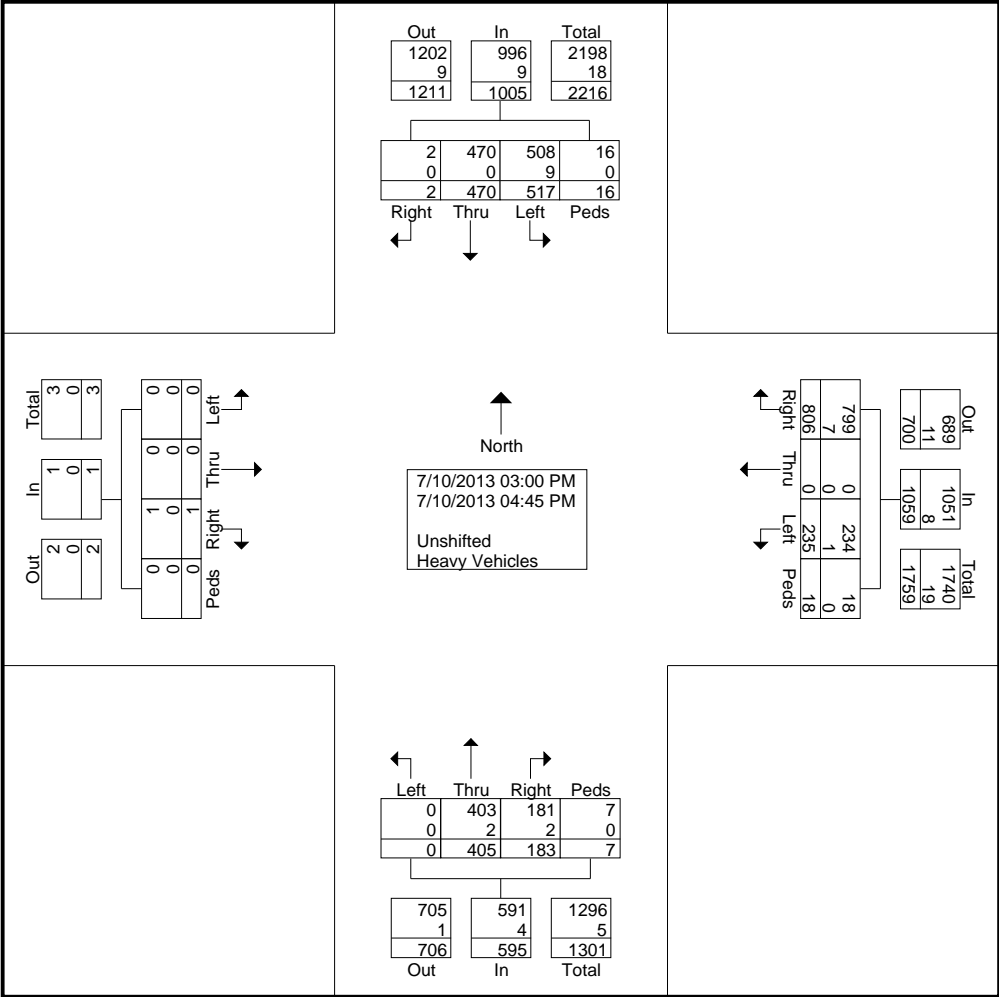 Out In Total
1202 996 2198
9 9 18
1211 1005 2216
2 470 508 16
0 0 9 0
2 470 517 16
Right Thru Left Peds
Total
3 0 3
In
1 0 1
Out
2 0 2
0 0 0 Left
0 0 0 Thru
1 0 1 Right
0 0 0 Peds
North
7/10/2013 03:00 PM
7/10/2013 04:45 PM
Unshifted
Heavy Vehicles
Right Thru Left Peds
799 0 234 18
7 0 1 0
806 0 235 18
Out In Total
689 1051 1740
11 8 19
700 1059 1759
Left Thru Right Peds
0 403 181 7
0 2 2 0
0 405 183 7
705 591 1296
1 4 5
706 595 1301
Out In Total